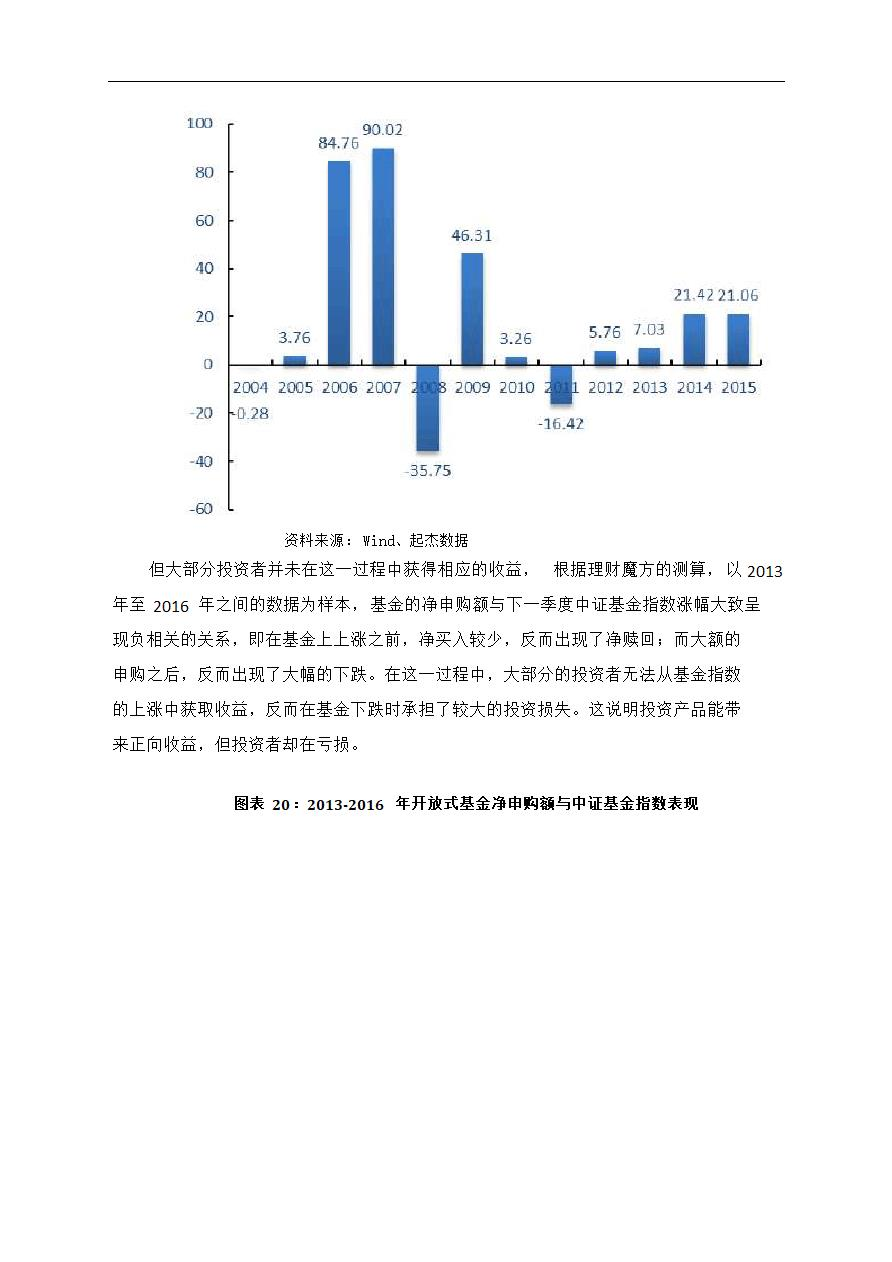 100
84.76 90.02
80
60
46.31
40
21.42 21.06
20
3.76
3.26
5.76
7.03
0
2004 2005 2006 2007 2008 2009 2010 2011 2012 2013 2014 2015
-20
-0.28
-16.42
-40
-35.75
-60
资料来源: Wind、起杰数据
但大部分投资者并未在这一过程中获得相应的收益， 根据理财魔方的测算，以 2013
年至 2016 年之间的数据为样本，基金的净申购额与下一季度中证基金指数涨幅大致呈
现负相关的关系，即在基金上上涨之前，净买入较少，反而出现了净赎回；而大额的
申购之后，反而出现了大幅的下跌。在这一过程中，大部分的投资者无法从基金指数
的上涨中获取收益，反而在基金下跌时承担了较大的投资损失。这说明投资产品能带
来正向收益，但投资者却在亏损。
图表 20：2013-2016 年开放式基金净申购额与中证基金指数表现